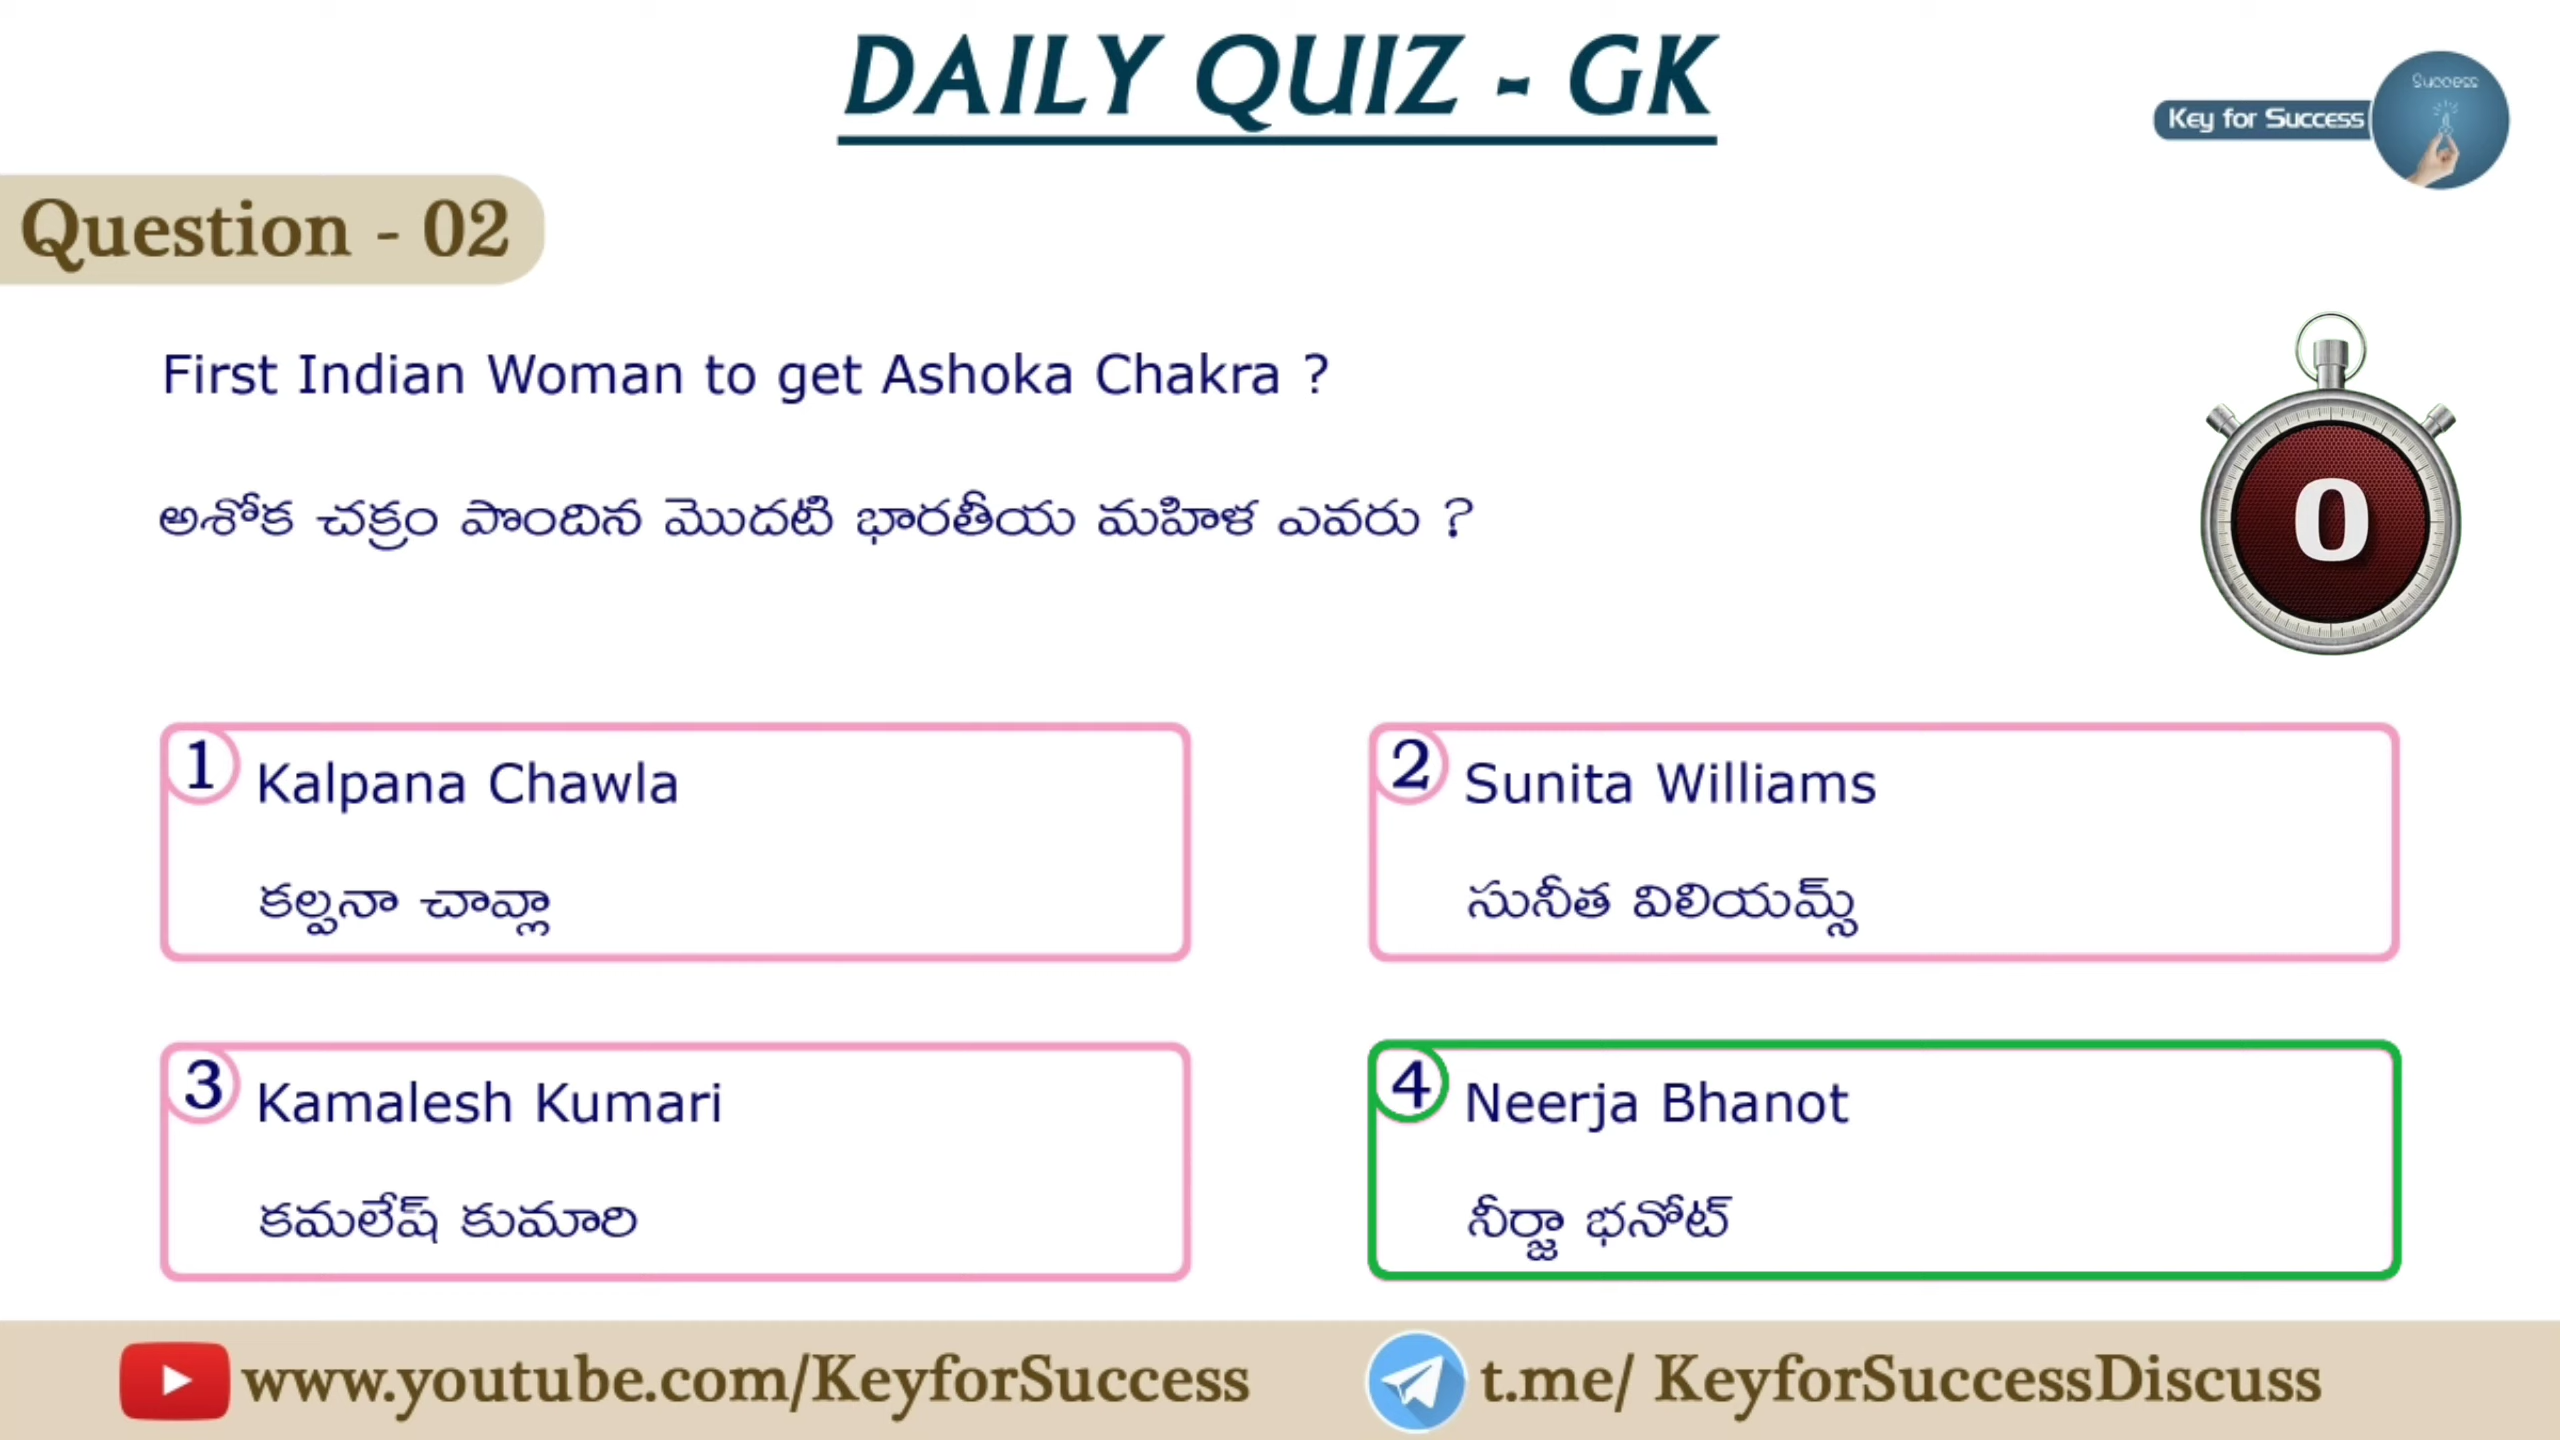 DAILY QUIZ - GK
Success
Key for Success
Question - 02
First Indian Woman to get Ashoka Chakra ?
అశోక చక్రం పొందిన మొదటి భారతీయ మహిళ ఎవరు ?
0
1 Kalpana Chawla
కల్పనా చావ్లా
2 Sunita Williams
సునీత విలియమ్స్
3 Kamalesh Kumari
కమలేష్ కుమారి
4 Neerja Bhanot
నీర్జా భనోట్
www.youtube.com/KeyforSuccess
t.me/ KeyforSuccessDiscuss